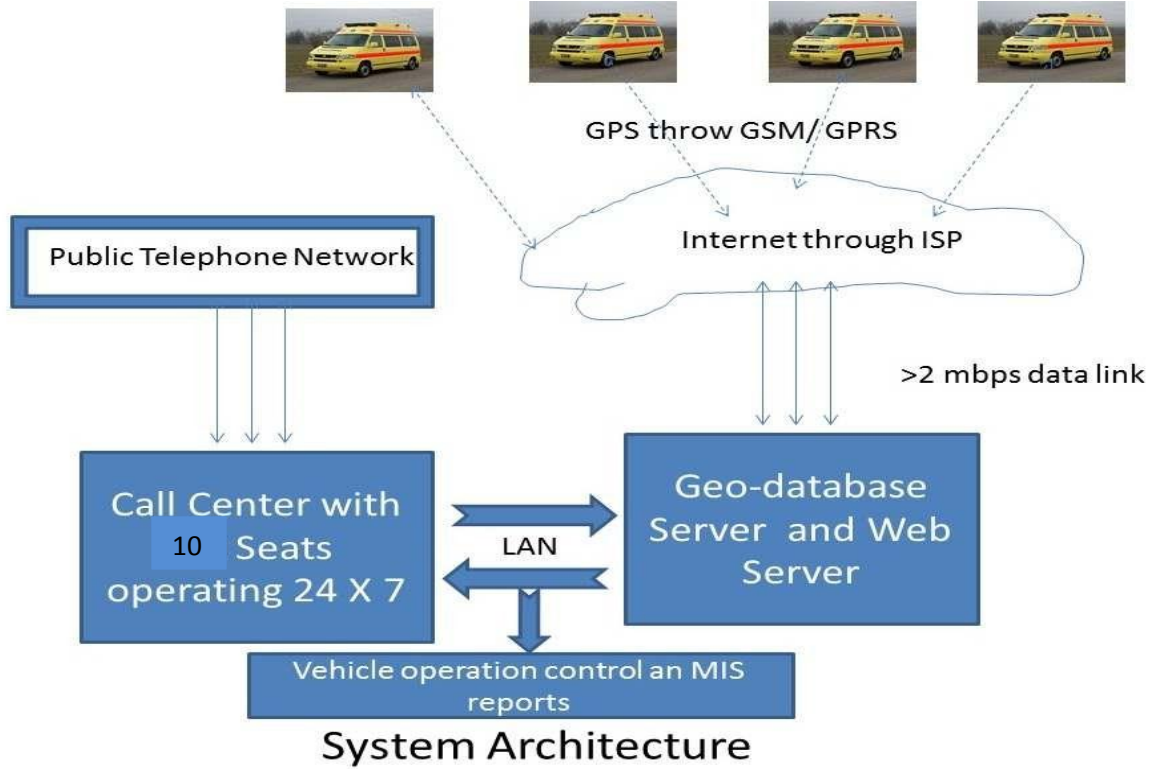 GPS throw GSM/ GPRS
Public Telephone Network
Internet through ISP
>2 mbps data link
Call Center with
10 Seats
operating 24 X 7
LAN
Geo-database
Server and Web
Server
Vehicle operation control an MIS
reports
System Architecture